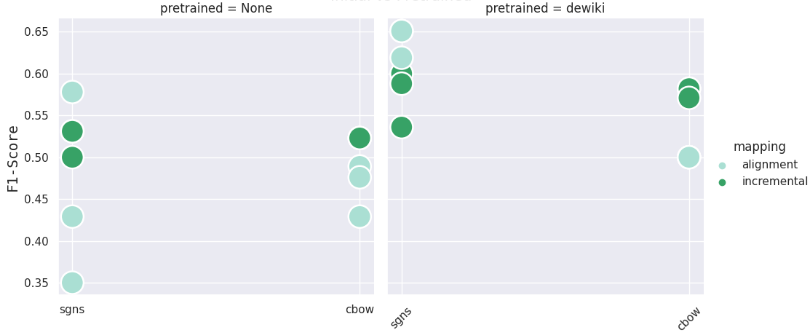 pretrained = None
pretrained = dewiki
F1-Score
0.65
0.60
0.55
0.50
0.45
0.40
0.35
sgns
cbow
sgns
cbow
mapping
alignment
incremental